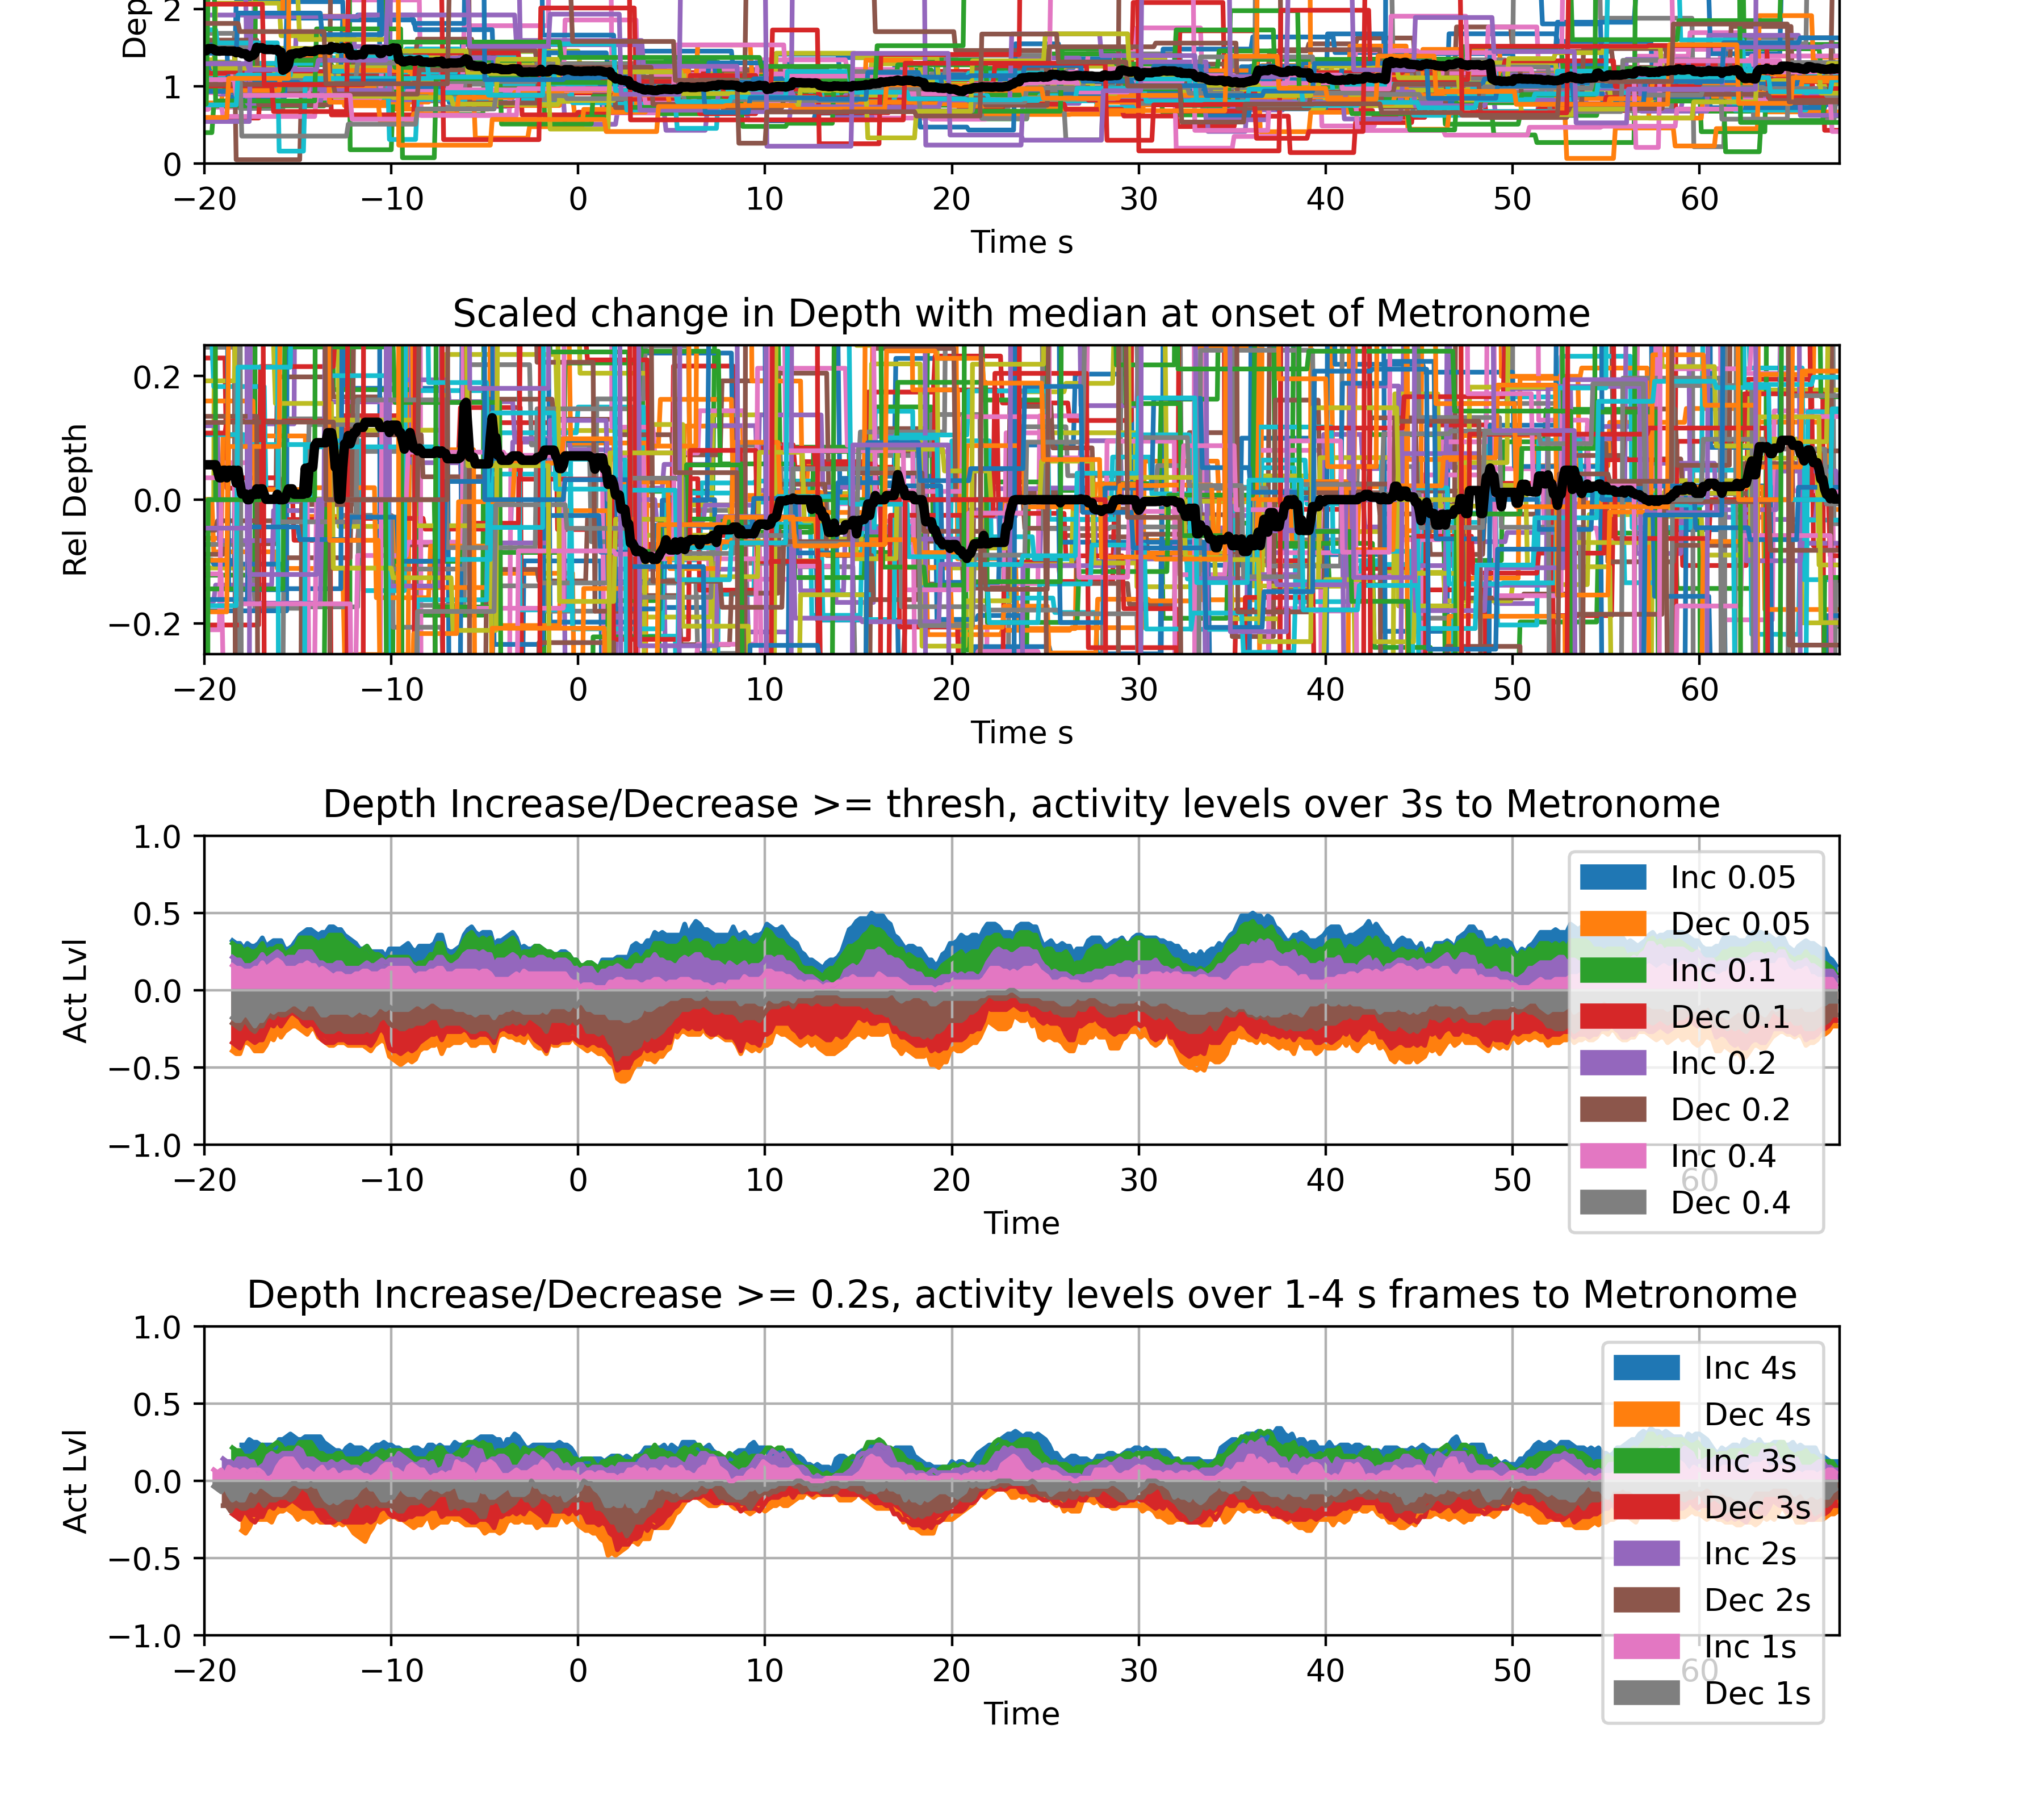 2
1
0
−20 −10 0 10 20 30 40 50 60
Time s
Scaled change in Depth with median at onset of Metronome
Rel Depth
0.2
0.0
−0.2
−20 −10 0 10 20 30 40 50 60
Time s
Depth Increase/Decrease >= thresh, activity levels over 3s to Metronome
Act Lvl
1.0
0.5
0.0
−0.5
−1.0
−20 −10 0 10 20 30 40 50 60
Time
Inc 0.05
Dec 0.05
Inc 0.1
Dec 0.1
Inc 0.2
Dec 0.2
Inc 0.4
Dec 0.4
Depth Increase/Decrease >= 0.2s, activity levels over 1-4 s frames to Metronome
Act Lvl
1.0
0.5
0.0
−0.5
−1.0
−20 −10 0 10 20 30 40 50 60
Time
Inc 4s
Dec 4s
Inc 3s
Dec 3s
Inc 2s
Dec 2s
Inc 1s
Dec 1s